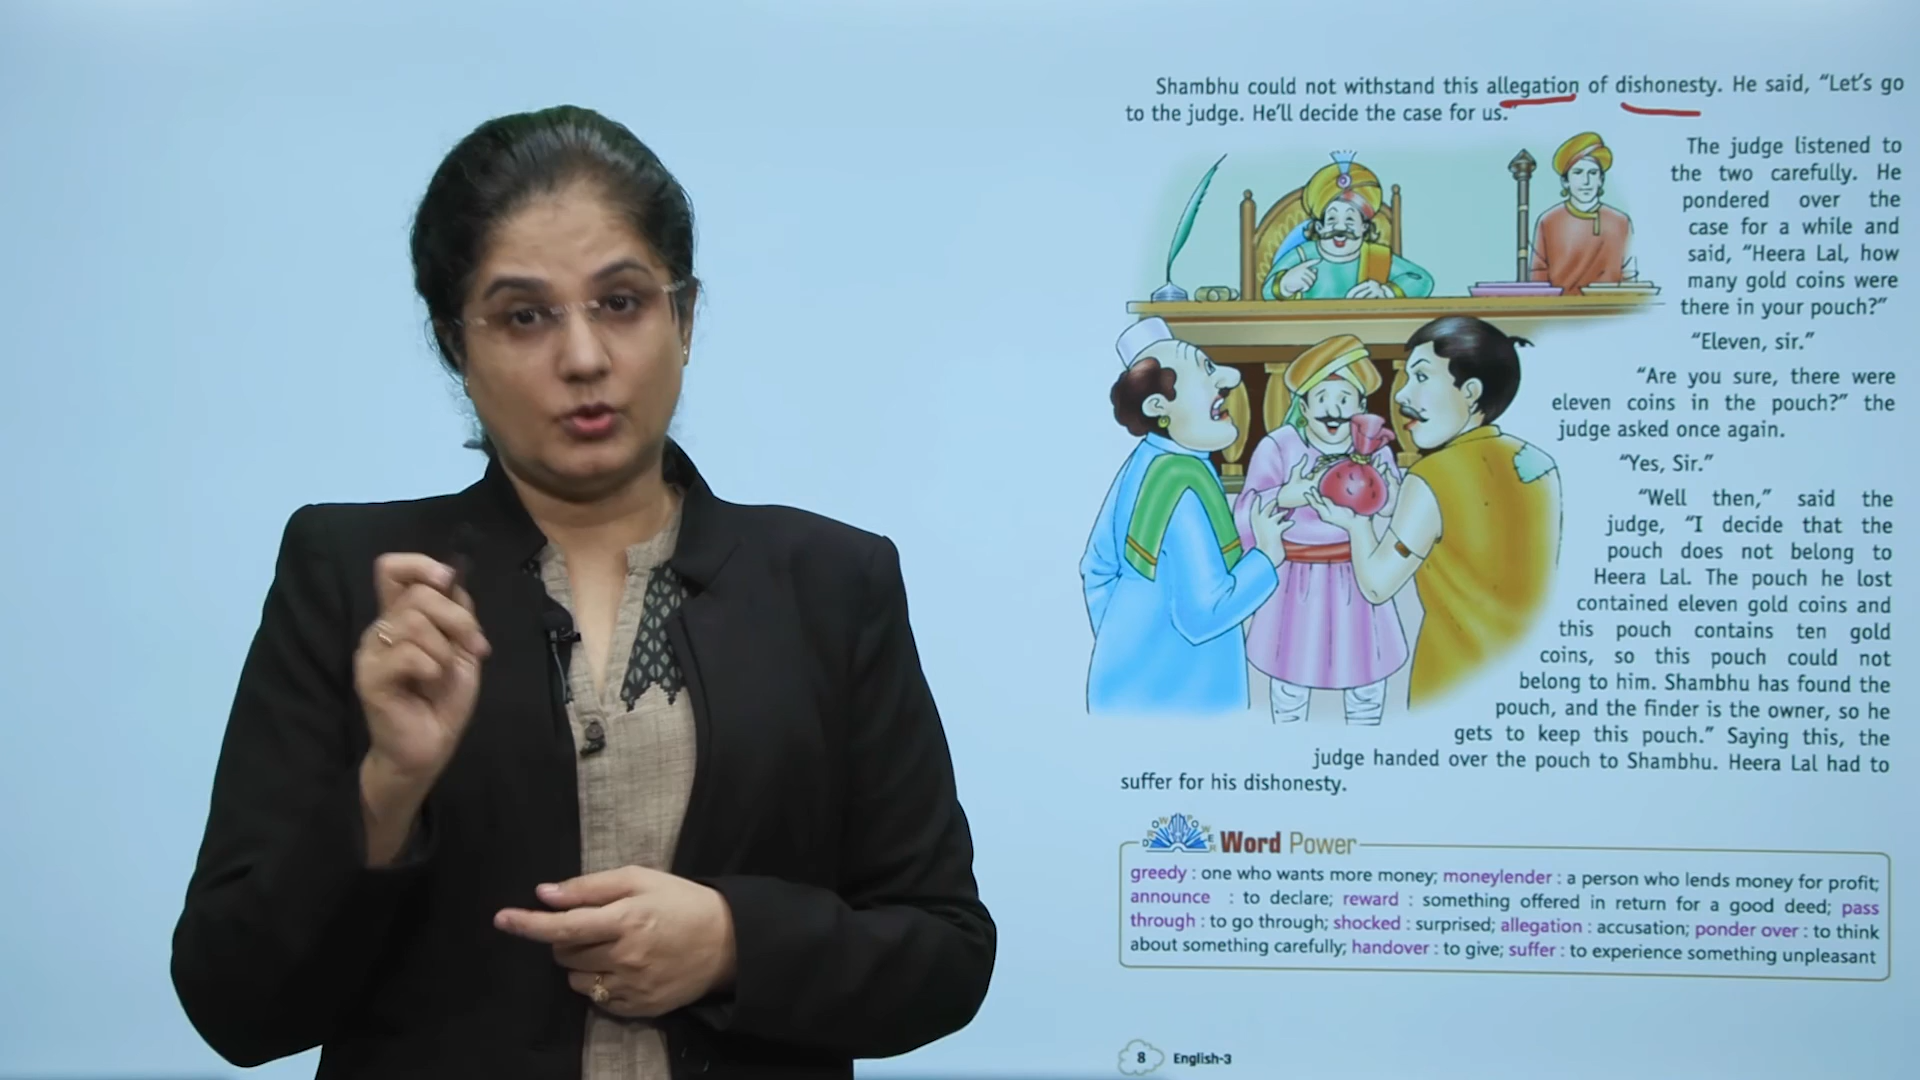 Shambhu could not withstand this allegation of dishonesty. He said, “Let’s go
to the judge. He’ll decide the case for us.”
The judge listened to
the two carefully. He
pondered over the
case for a while and
said, “Heera Lal, how
many gold coins were
there in your pouch?”
“Eleven, sir.”
“Are you sure, there were
eleven coins in the pouch?” the
judge asked once again.
“Yes, Sir.”
“Well then,” said the
judge, “I decide that the
pouch does not belong to
Heera Lal. The pouch he lost
contained eleven gold coins and
this pouch contains ten gold
coins, so this pouch could not
belong to him. Shambhu has found the
pouch, and the finder is the owner, so he
gets to keep this pouch.” Saying this, the
judge handed over the pouch to Shambhu. Heera Lal had to
suffer for his dishonesty.
WORD POWER
Word Power
greedy : one who wants more money; moneylender : a person who lends money for profit;
announce : to declare; reward : something offered in return for a good deed; pass
through : to go through; shocked : surprised; allegation : accusation; ponder over : to think
about something carefully; handover : to give; suffer : to experience something unpleasant
8 English-3